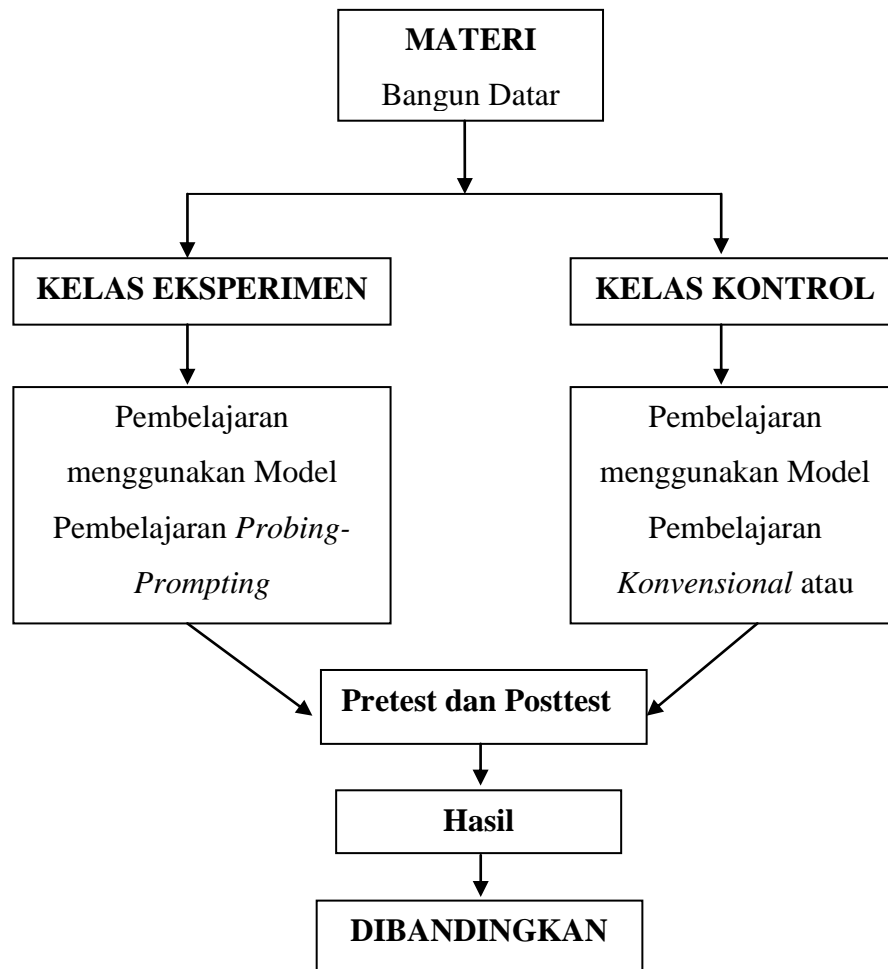 MATERI
Bangun Datar
KELAS EKSPERIMEN
KELAS KONTROL
Pembelajaran
menggunakan Model
Pembelajaran Probing-
Prompting
Pembelajaran
menggunakan Model
Pembelajaran
Konvensional atau
Pretest dan Posttest
Hasil
DIBANDINGKAN